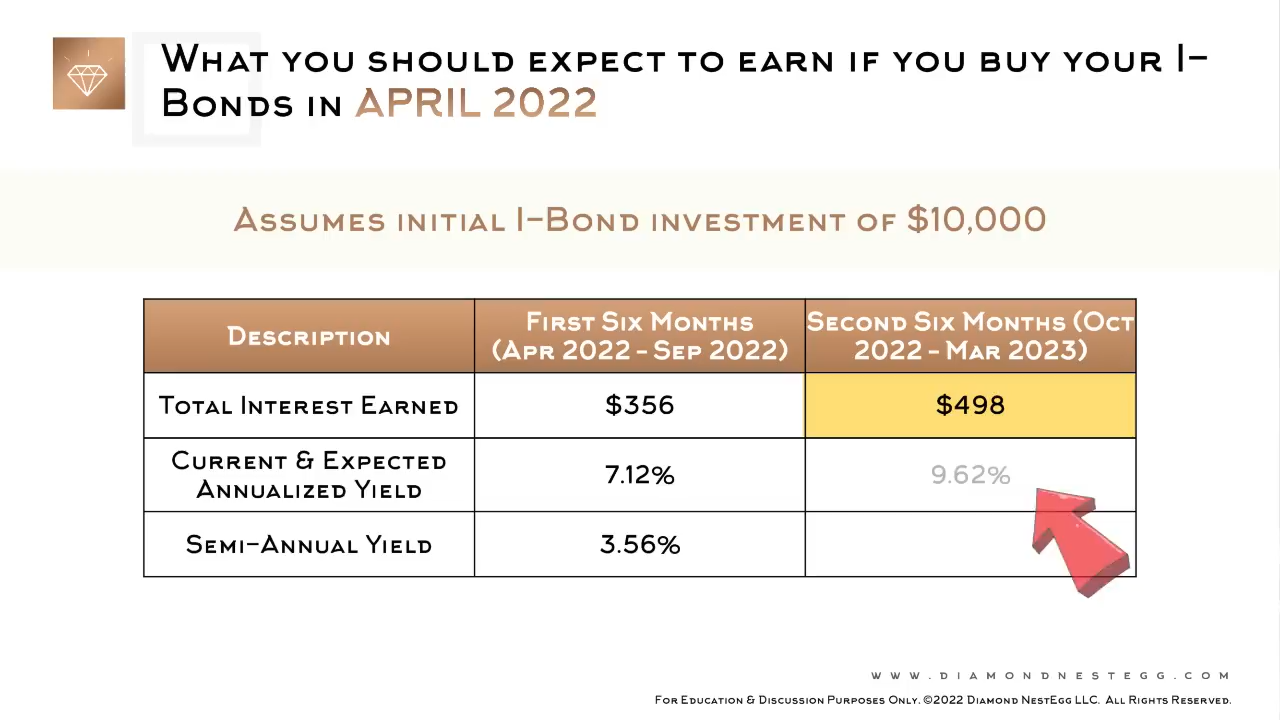 What you should expect to earn if you buy your I-
Bonds in APRIL 2022
Assumes initial I-Bond investment of $10,000
Description
First Six Months
(Apr 2022 - Sep 2022)
Second Six Months (Oct
2022 - Mar 2023)
Total Interest Earned
$356
$498
Current & Expected
Annualized Yield
7.12%
9.62%
Semi-Annual Yield
3.56%
WWW.DIAMONDNESTEGG.COM
For Education & Discussion Purposes Only. ©2022 Diamond NestEgg LLC. All Rights Reserved.